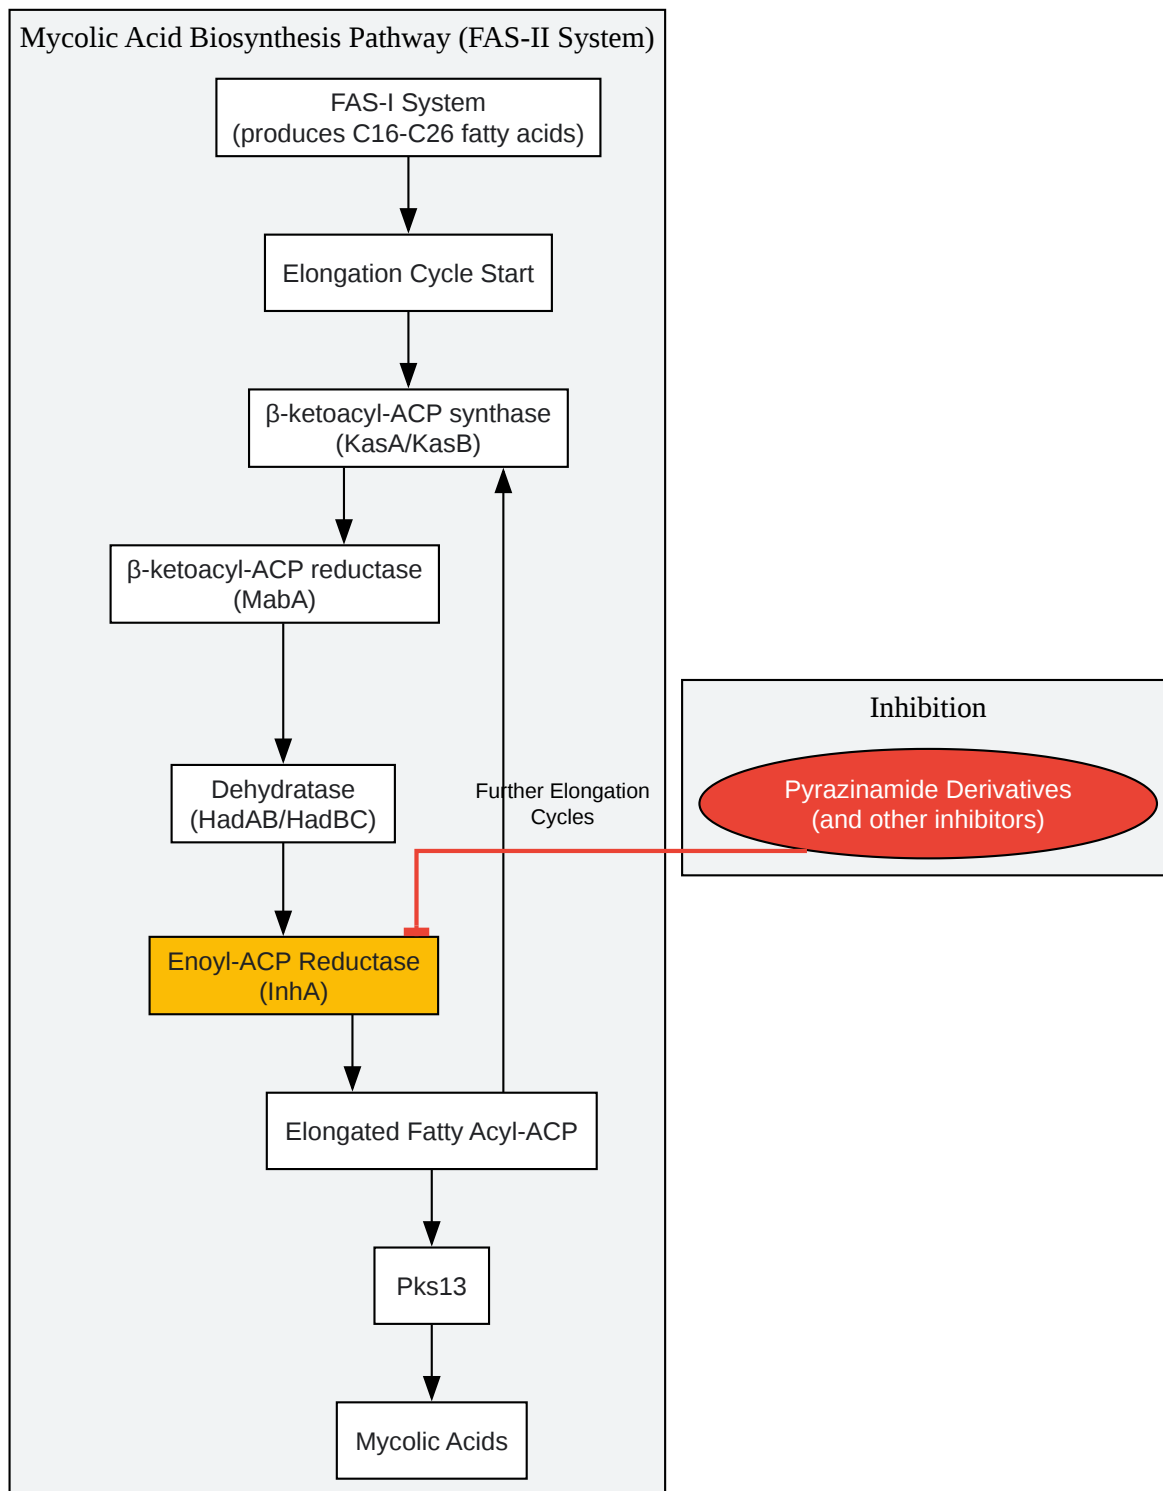 Mycolic Acid Biosynthesis Pathway (FAS-II System)
FAS-I System
(produces C16-C26 fatty acids)
Elongation Cycle Start
β-ketoacyl-ACP synthase
(KasA/KasB)
β-ketoacyl-ACP reductase
(MabA)
Dehydratase
(HadAB/HadBC)
Further Elongation
Cycles
Inhibition
Pyrazinamide Derivatives
(and other inhibitors)
Enoyl-ACP Reductase
(InhA)
Elongated Fatty Acyl-ACP
Pks13
Mycolic Acids